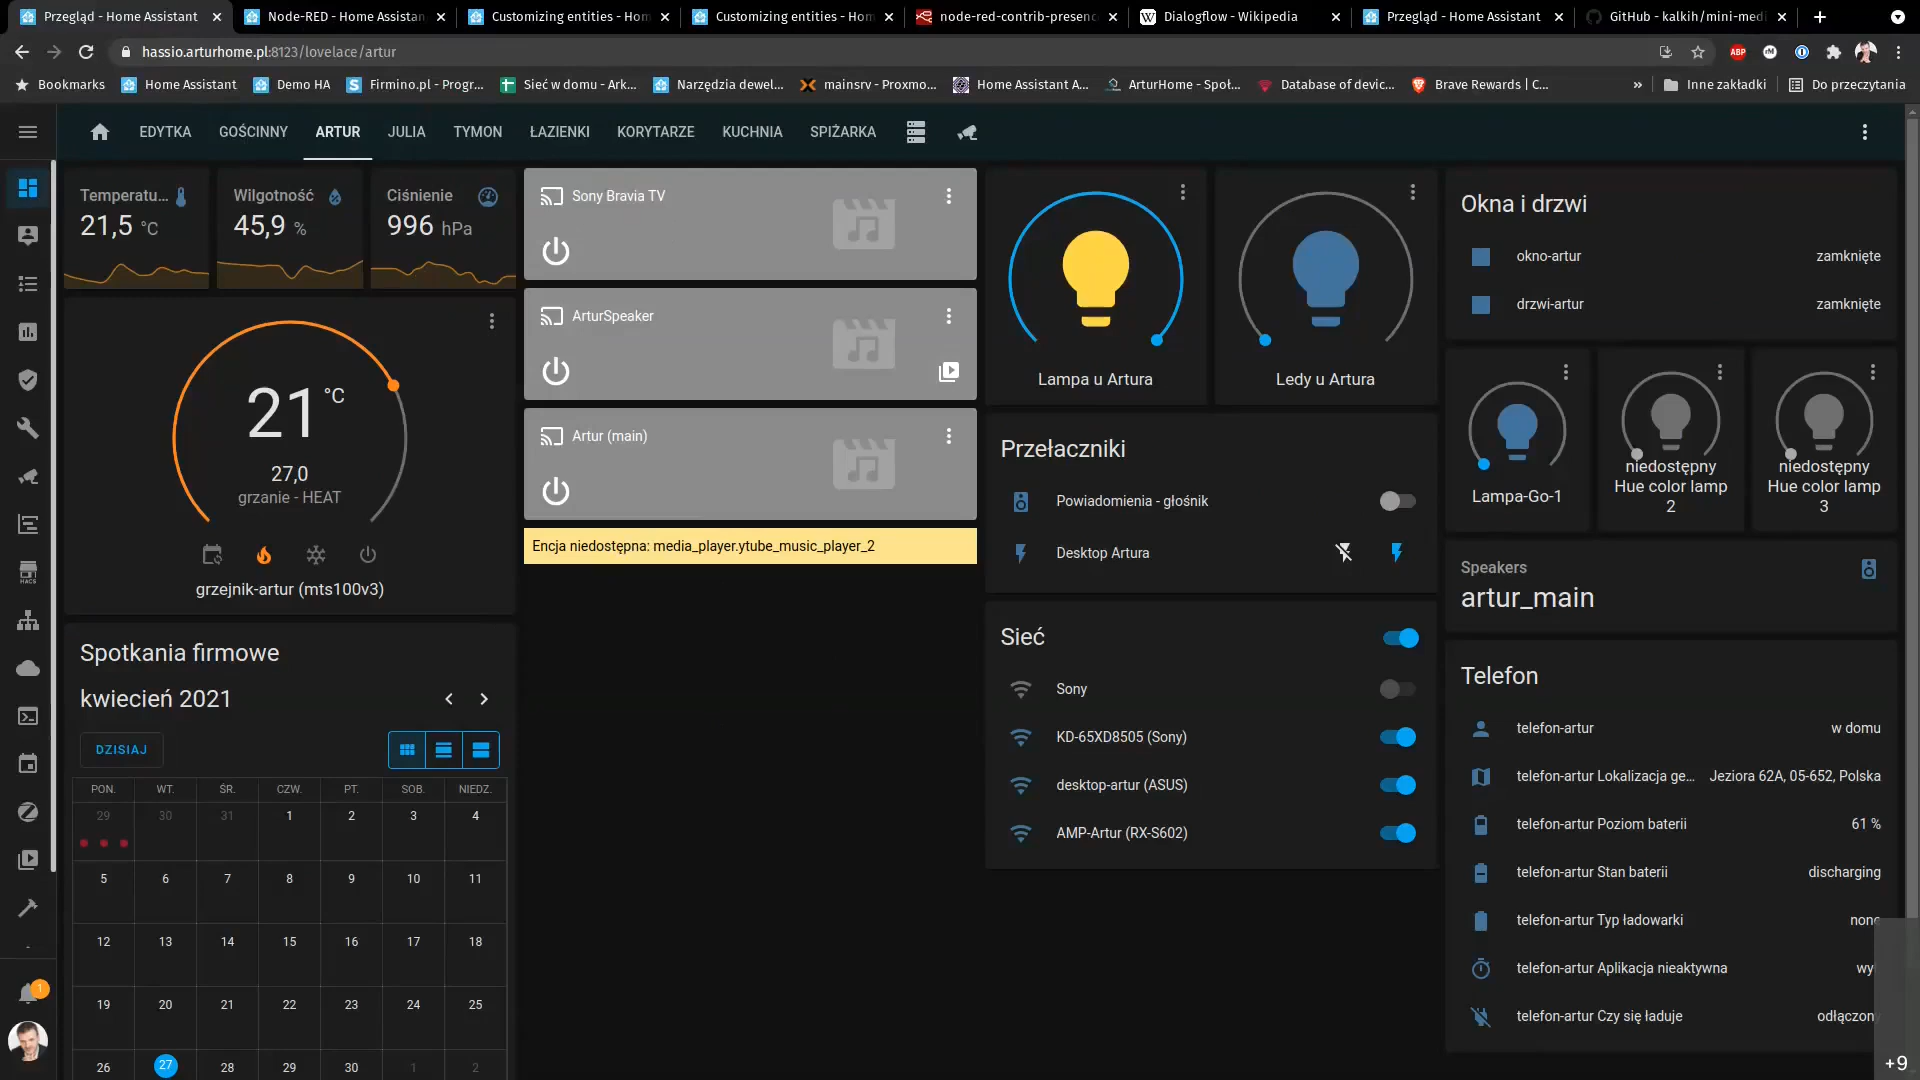 Przegląd - Home Assistant
Node-RED - Home Assistan
Customizing entities - Hom
Customizing entities - Hom
node-red-contrib-presenc
Dialogflow - Wikipedia
Przegląd - Home Assistant
GitHub - kalkih/mini-medi
hassio.arturhome.pl:8123/lovelace/artur
ABP
Bookmarks
Home Assistant
Demo HA
Firmino.pl - Progr...
Sieć w domu - Ark...
Narzędzia dewel...
mainsrv - Proxmo...
Home Assistant A...
ArturHome - Społ...
Database of devic...
Brave Rewards | C...
»
Inne zakładki
Do przeczytania
EDYTKA
GOŚCINNY
ARTUR
JULIA
TYMON
ŁAZIENKI
KORYTARZE
KUCHNIA
SPIŻARKA
HACS
1
Temperatu...
21,5 °C
Wilgotność
45,9 %
Ciśnienie
996 hPa
21 °C
27,0
grzanie - HEAT
grzejnik-artur (mts100v3)
Spotkania firmowe
kwiecień 2021
DZISIAJ
PON. WT. ŚR. CZW. PT. SOB. NIEDZ.
29 30 31 1 2 3 4
5 6 7 8 9 10 11
12 13 14 15 16 17 18
19 20 21 22 23 24 25
26 27 28 29 30 1 2
Sony Bravia TV
ArturSpeaker
Artur (main)
Encja niedostępna: media_player.ytube_music_player_2
Lampa u Artura
Ledy u Artura
Przełaczniki
Powiadomienia - głośnik
Desktop Artura
Sieć
Sony
KD-65XD8505 (Sony)
desktop-artur (ASUS)
AMP-Artur (RX-S602)
Okna i drzwi
okno-artur zamknięte
drzwi-artur zamknięte
Lampa-Go-1
niedostępny
Hue color lamp
2
niedostępny
Hue color lamp
3
Speakers
artur_main
Telefon
telefon-artur w domu
telefon-artur Lokalizacja ge... Jeziora 62A, 05-652, Polska
telefon-artur Poziom baterii 61 %
telefon-artur Stan baterii discharging
telefon-artur Typ ładowarki none
telefon-artur Aplikacja nieaktywna wy
telefon-artur Czy się ładuje odłączony
+9